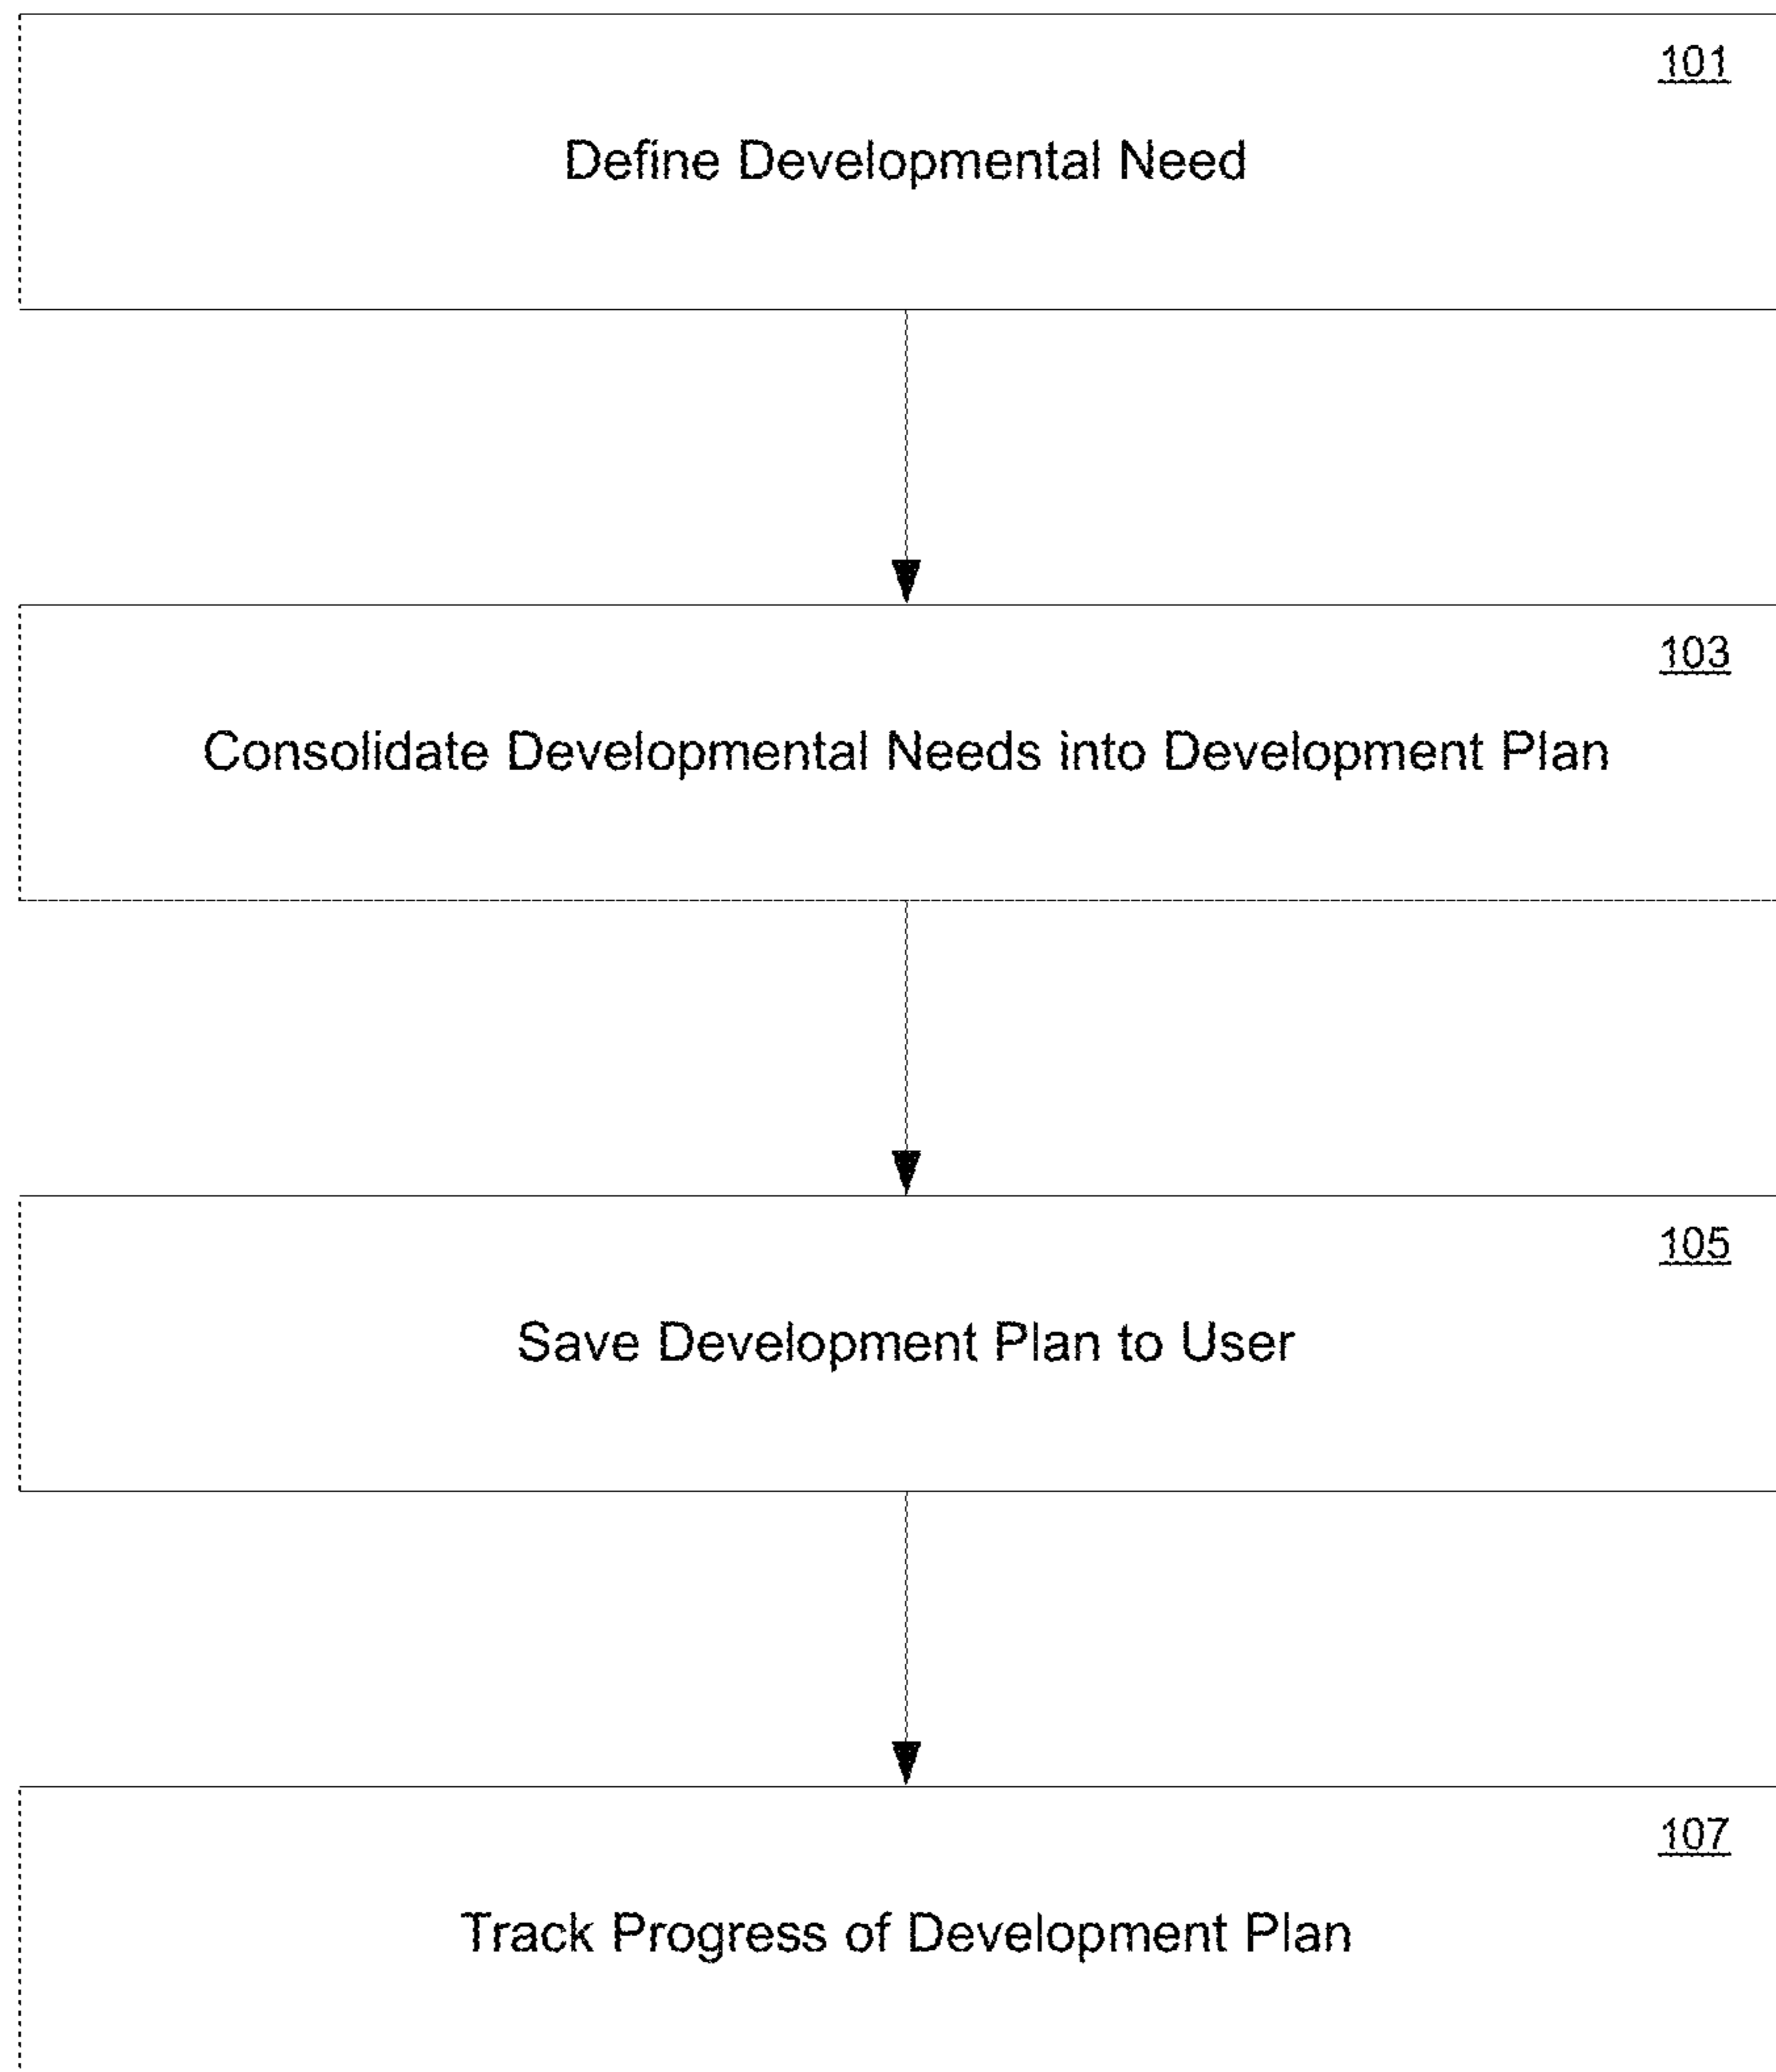 101
Define Developmental Need
103
Consolidate Developmental Needs into Development Plan
105
Save Development Plan to User
107
Track Progress of Development Plan